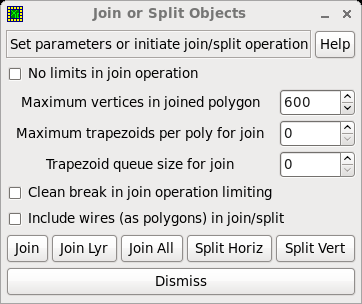 Join or Split Objects
Set parameters or initiate join/split operation Help
No limits in join operation
Maximum vertices in joined polygon 600
Maximum trapezoids per poly for join 0
Trapezoid queue size for join 0
Clean break in join operation limiting
Include wires (as polygons) in join/split
Join Join Lyr Join All Split Horiz Split Vert
Dismiss